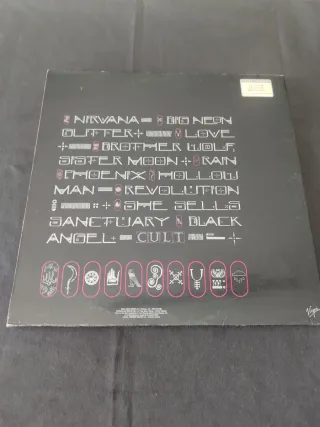 NIRVANA BIG NEON
GLITTER LOVE
BROTHER WOLF,
SISTER MOON RAIN
PHOENIX HOLLOW
MAN REVOLUTION
SHE SELLS
SANCTUARY BLACK
ANGEL CULT
Virgin